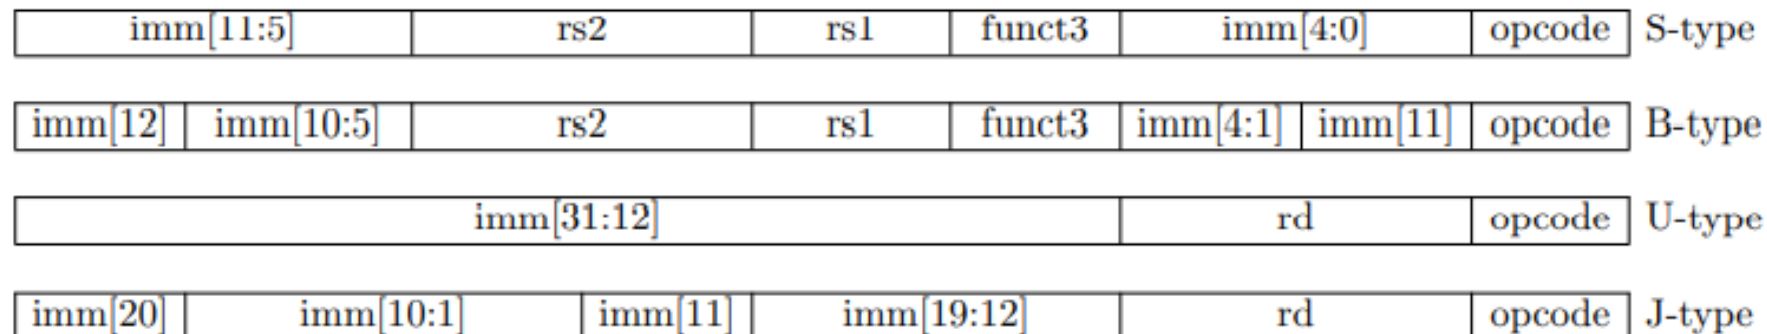 imm[11:5] rs2 rs1 funct3 imm[4:0] opcode S-type
imm[12] imm[10:5] rs2 rs1 funct3 imm[4:1] imm[11] opcode B-type
imm[31:12] rd opcode U-type
imm[20] imm[10:1] imm[11] imm[19:12] rd opcode J-type